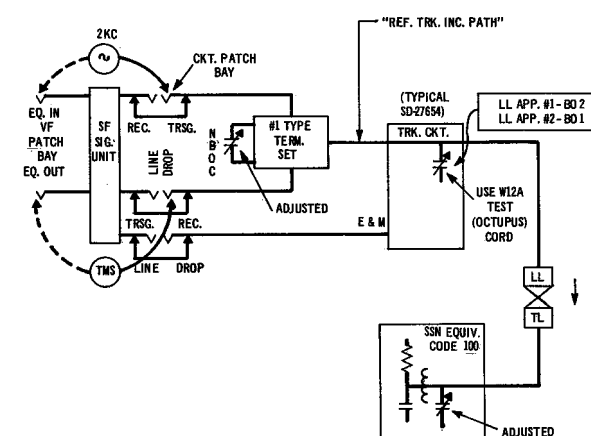 2KC
CKT. PATCH
BAY
"REF. TRK. INC. PATH"
EQ. IN
VF
PATCH
BAY
EQ. OUT
SF
SIG.
UNIT
REC. TRSG.
LINE
DROP
NBOC
#1 TYPE
TERM.
SET
ADJUSTED
(TYPICAL
SD-27654)
TRK. CKT.
LL APP. #1-BO 2
LL APP. #2-BO 1
USE W12A
TEST
(OCTUPUS)
CORD
TRSG. REC.
E & M
TMS
LINE DROP
LL
TL
SSN EQUIV.
CODE 100
ADJUSTED